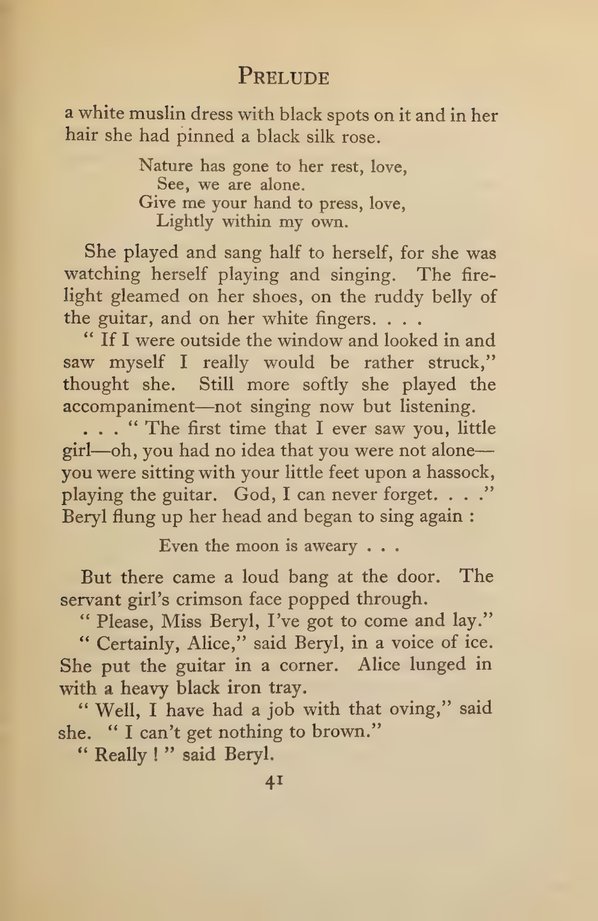 PRELUDE
a white muslin dress with black spots on it and in her
hair she had pinned a black silk rose.
Nature has gone to her rest, love,
See, we are alone.
Give me your hand to press, love,
Lightly within my own.
She played and sang half to herself, for she was
watching herself playing and singing. The fire-
light gleamed on her shoes, on the ruddy belly of
the guitar, and on her white fingers. . . .
“ If I were outside the window and looked in and
saw myself I really would be rather struck,”
thought she. Still more softly she played the
accompaniment—not singing now but listening.
. . . “ The first time that I ever saw you, little
girl—oh, you had no idea that you were not alone—
you were sitting with your little feet upon a hassock,
playing the guitar. God, I can never forget. . . .”
Beryl flung up her head and began to sing again :
Even the moon is aweary . . .
But there came a loud bang at the door. The
servant girl’s crimson face popped through.
“ Please, Miss Beryl, I’ve got to come and lay.”
“ Certainly, Alice,” said Beryl, in a voice of ice.
She put the guitar in a corner. Alice lunged in
with a heavy black iron tray.
“ Well, I have had a job with that oving,” said
she. “ I can’t get nothing to brown.”
“ Really ! ” said Beryl.
41